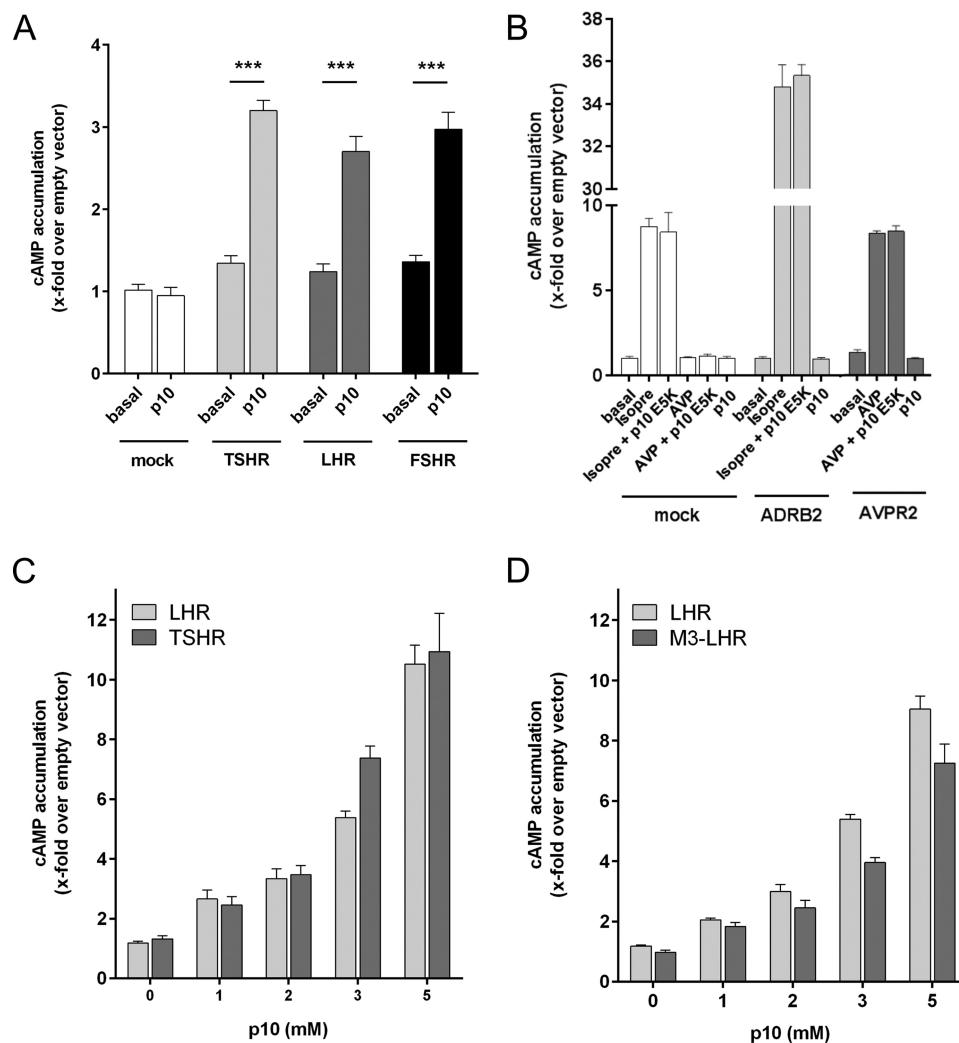 A
cAMP accumulation
(x-fold over empty vector)
4
3
2
1
0
*** *** ***
basal p10 basal p10 basal p10 basal p10
mock TSHR LHR FSHR
B
cAMP accumulation
(x-fold over empty vector)
38
36
34
32
30
10
5
0
basal Isopre Isopre + p10 E5K AVP AVP + p10 E5K p10 basal Isopre Isopre + p10 E5K p10 basal AVP AVP + p10 E5K p10
mock ADRB2 AVPR2
C
cAMP accumulation
(x-fold over empty vector)
12
10
8
6
4
2
0
LHR
TSHR
0 1 2 3 5
p10 (mM)
D
cAMP accumulation
(x-fold over empty vector)
12
10
8
6
4
2
0
LHR
M3-LHR
0 1 2 3 5
p10 (mM)